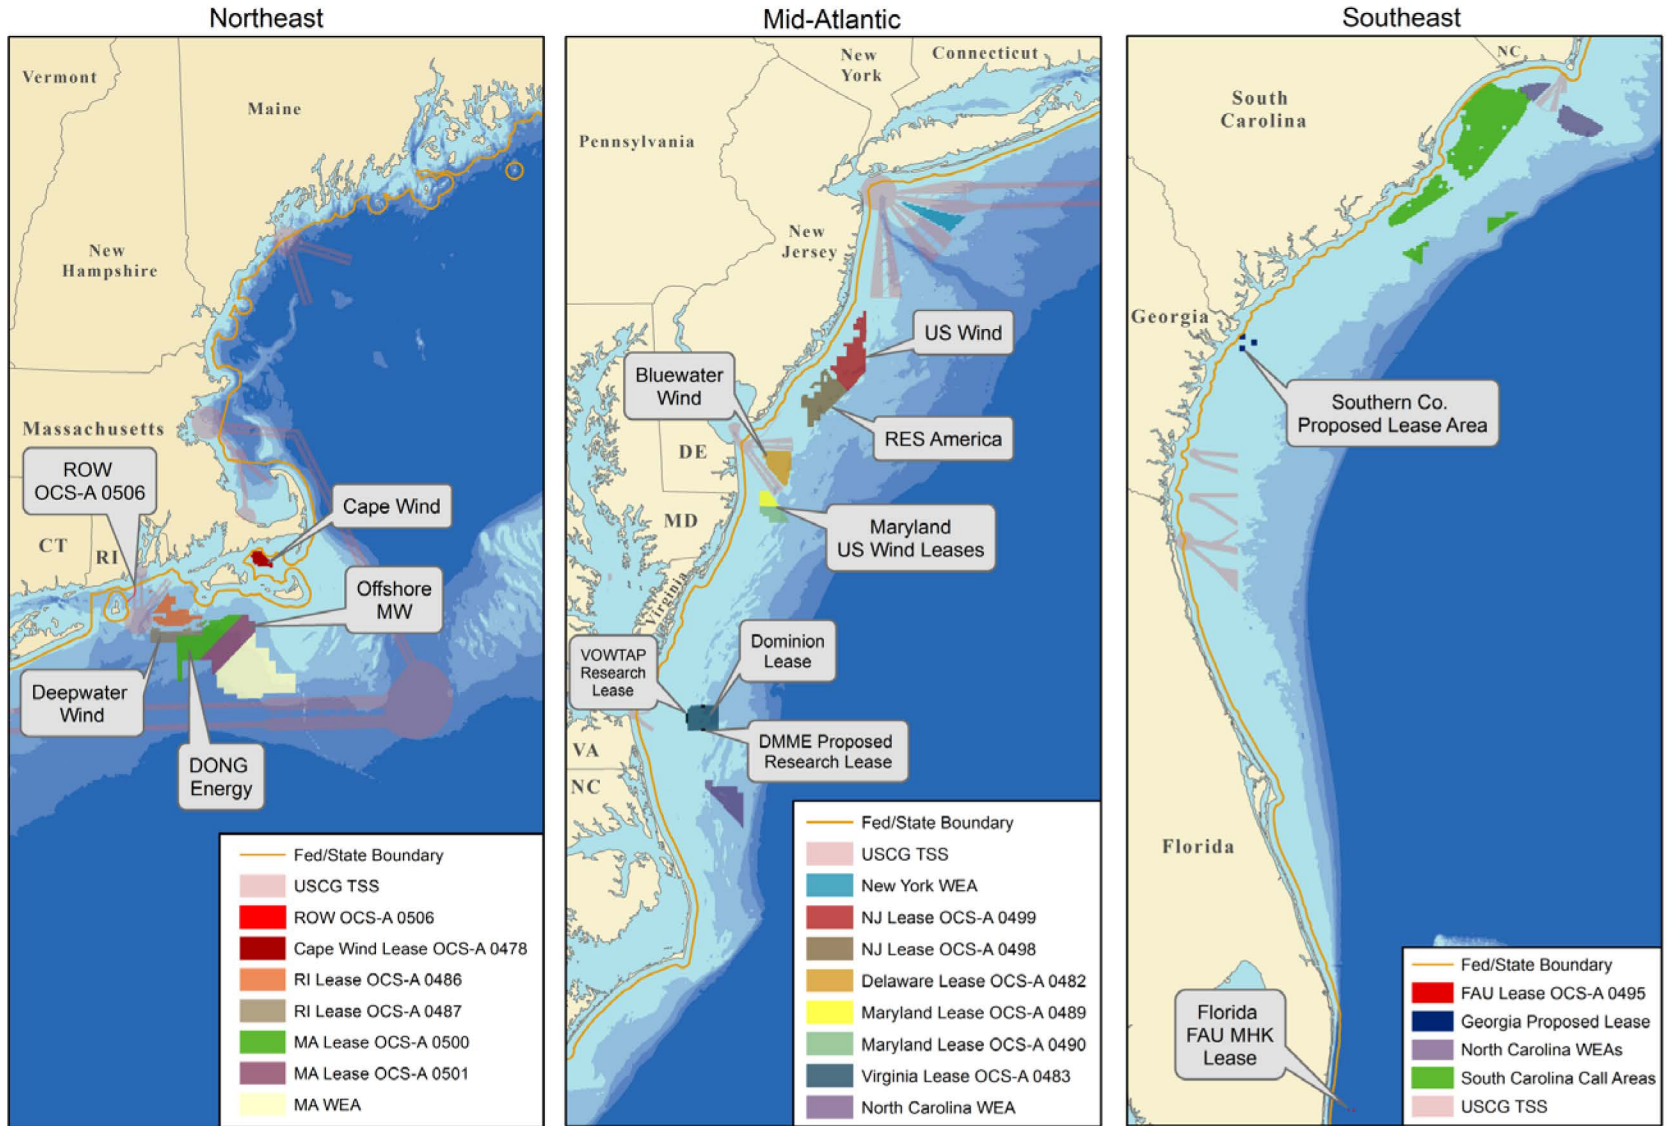 Northeast
Vermont
Maine
New
Hampshire
Massachusetts
ROW
OCS-A 0506
Cape Wind
CT
RI
Offshore
MW
Deepwater
Wind
DONG
Energy
Fed/State Boundary
USCG TSS
ROW OCS-A 0506
Cape Wind Lease OCS-A 0478
RI Lease OCS-A 0486
RI Lease OCS-A 0487
MA Lease OCS-A 0500
MA Lease OCS-A 0501
MA WEA
Mid-Atlantic
New
York
Connecticut
Pennsylvania
New
Jersey
US Wind
Bluewater
Wind
RES America
DE
MD
Maryland
US Wind Leases
Virginia
VOWTAP
Research
Lease
Dominion
Lease
DMME Proposed
Research Lease
VA
NC
Fed/State Boundary
USCG TSS
New York WEA
NJ Lease OCS-A 0499
NJ Lease OCS-A 0498
Delaware Lease OCS-A 0482
Maryland Lease OCS-A 0489
Maryland Lease OCS-A 0490
Virginia Lease OCS-A 0483
North Carolina WEA
Southeast
NC
South
Carolina
Georgia
Southern Co.
Proposed Lease Area
Florida
Florida
FAU MHK
Lease
Fed/State Boundary
FAU Lease OCS-A 0495
Georgia Proposed Lease
North Carolina WEAs
South Carolina Call Areas
USCG TSS